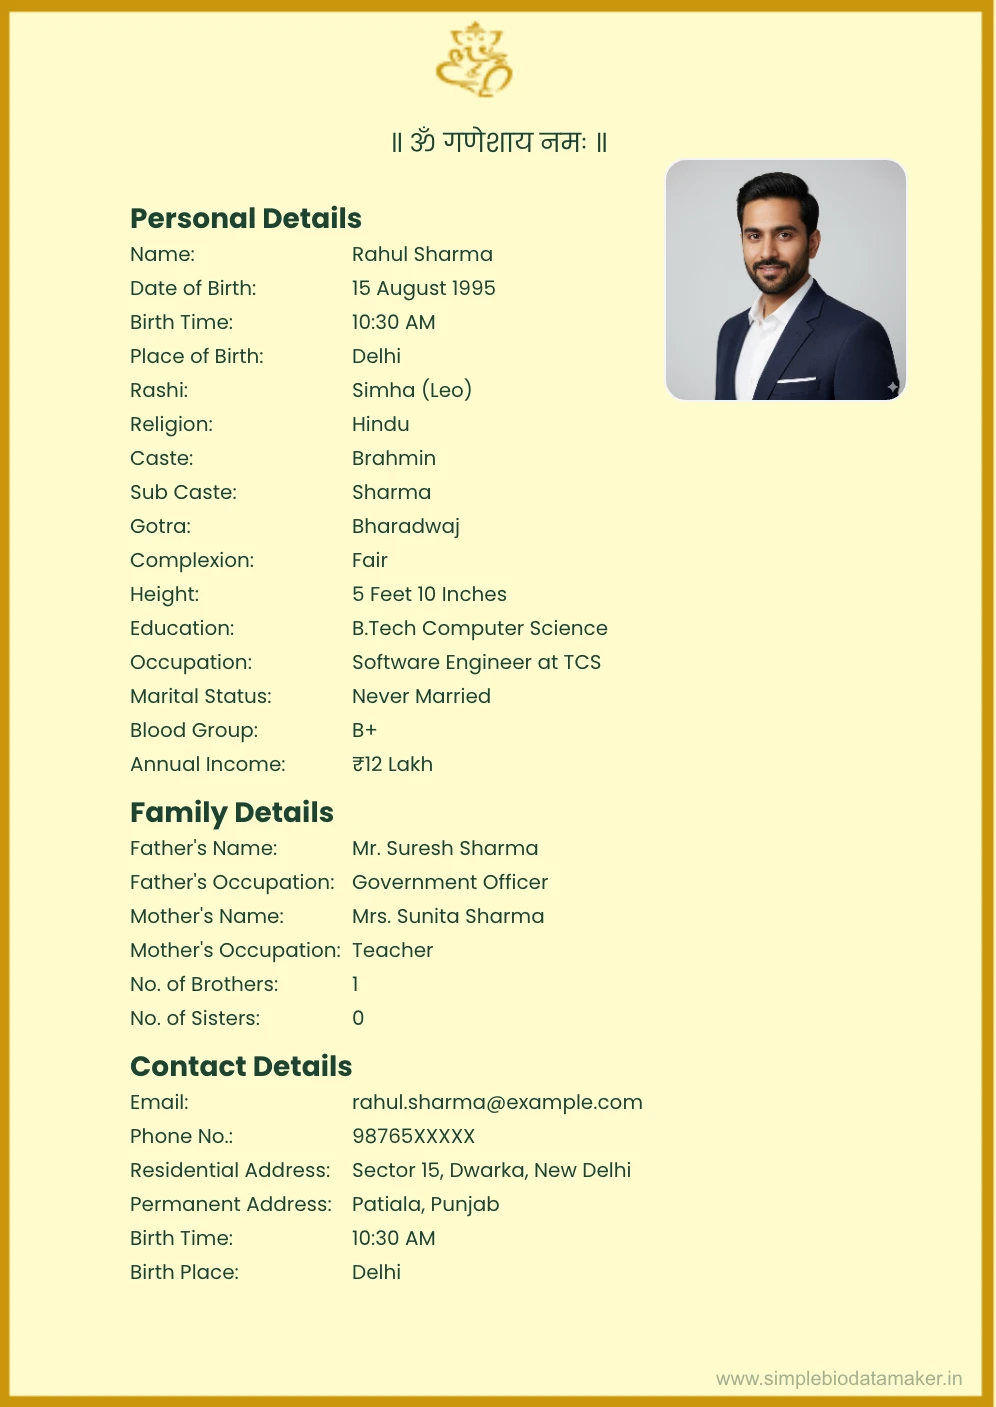 ॥ ॐ गणेशाय नमः ॥
Personal Details
Name: Rahul Sharma
Date of Birth: 15 August 1995
Birth Time: 10:30 AM
Place of Birth: Delhi
Rashi: Simha (Leo)
Religion: Hindu
Caste: Brahmin
Sub Caste: Sharma
Gotra: Bharadwaj
Complexion: Fair
Height: 5 Feet 10 Inches
Education: B.Tech Computer Science
Occupation: Software Engineer at TCS
Marital Status: Never Married
Blood Group: B+
Annual Income: ₹12 Lakh
Family Details
Father's Name: Mr. Suresh Sharma
Father's Occupation: Government Officer
Mother's Name: Mrs. Sunita Sharma
Mother's Occupation: Teacher
No. of Brothers: 1
No. of Sisters: 0
Contact Details
Email: rahul.sharma@example.com
Phone No.: 98765XXXXX
Residential Address: Sector 15, Dwarka, New Delhi
Permanent Address: Patiala, Punjab
Birth Time: 10:30 AM
Birth Place: Delhi
www.simplebiodatamaker.in